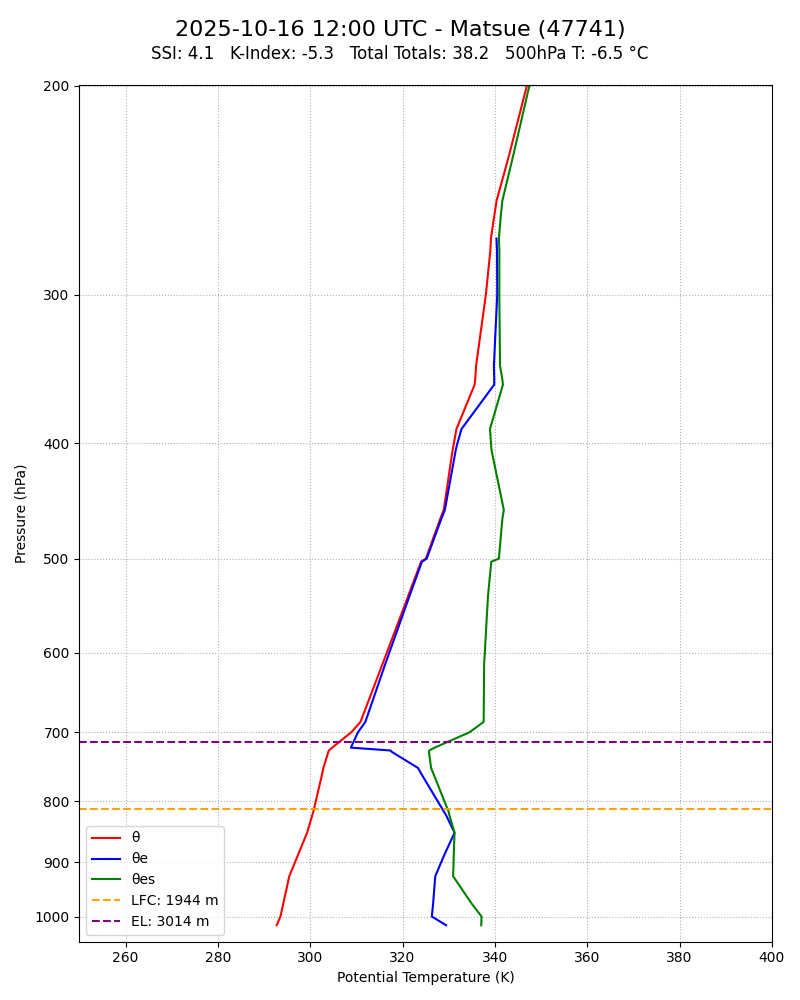 2025-10-16 12:00 UTC - Matsue (47741)
SSI: 4.1   K-Index: -5.3   Total Totals: 38.2   500hPa T: -6.5 °C
200
300
400
500
600
700
800
900
1000
Pressure (hPa)
θ
θe
θes
LFC: 1944 m
EL: 3014 m
260 280 300 320 340 360 380 400
Potential Temperature (K)